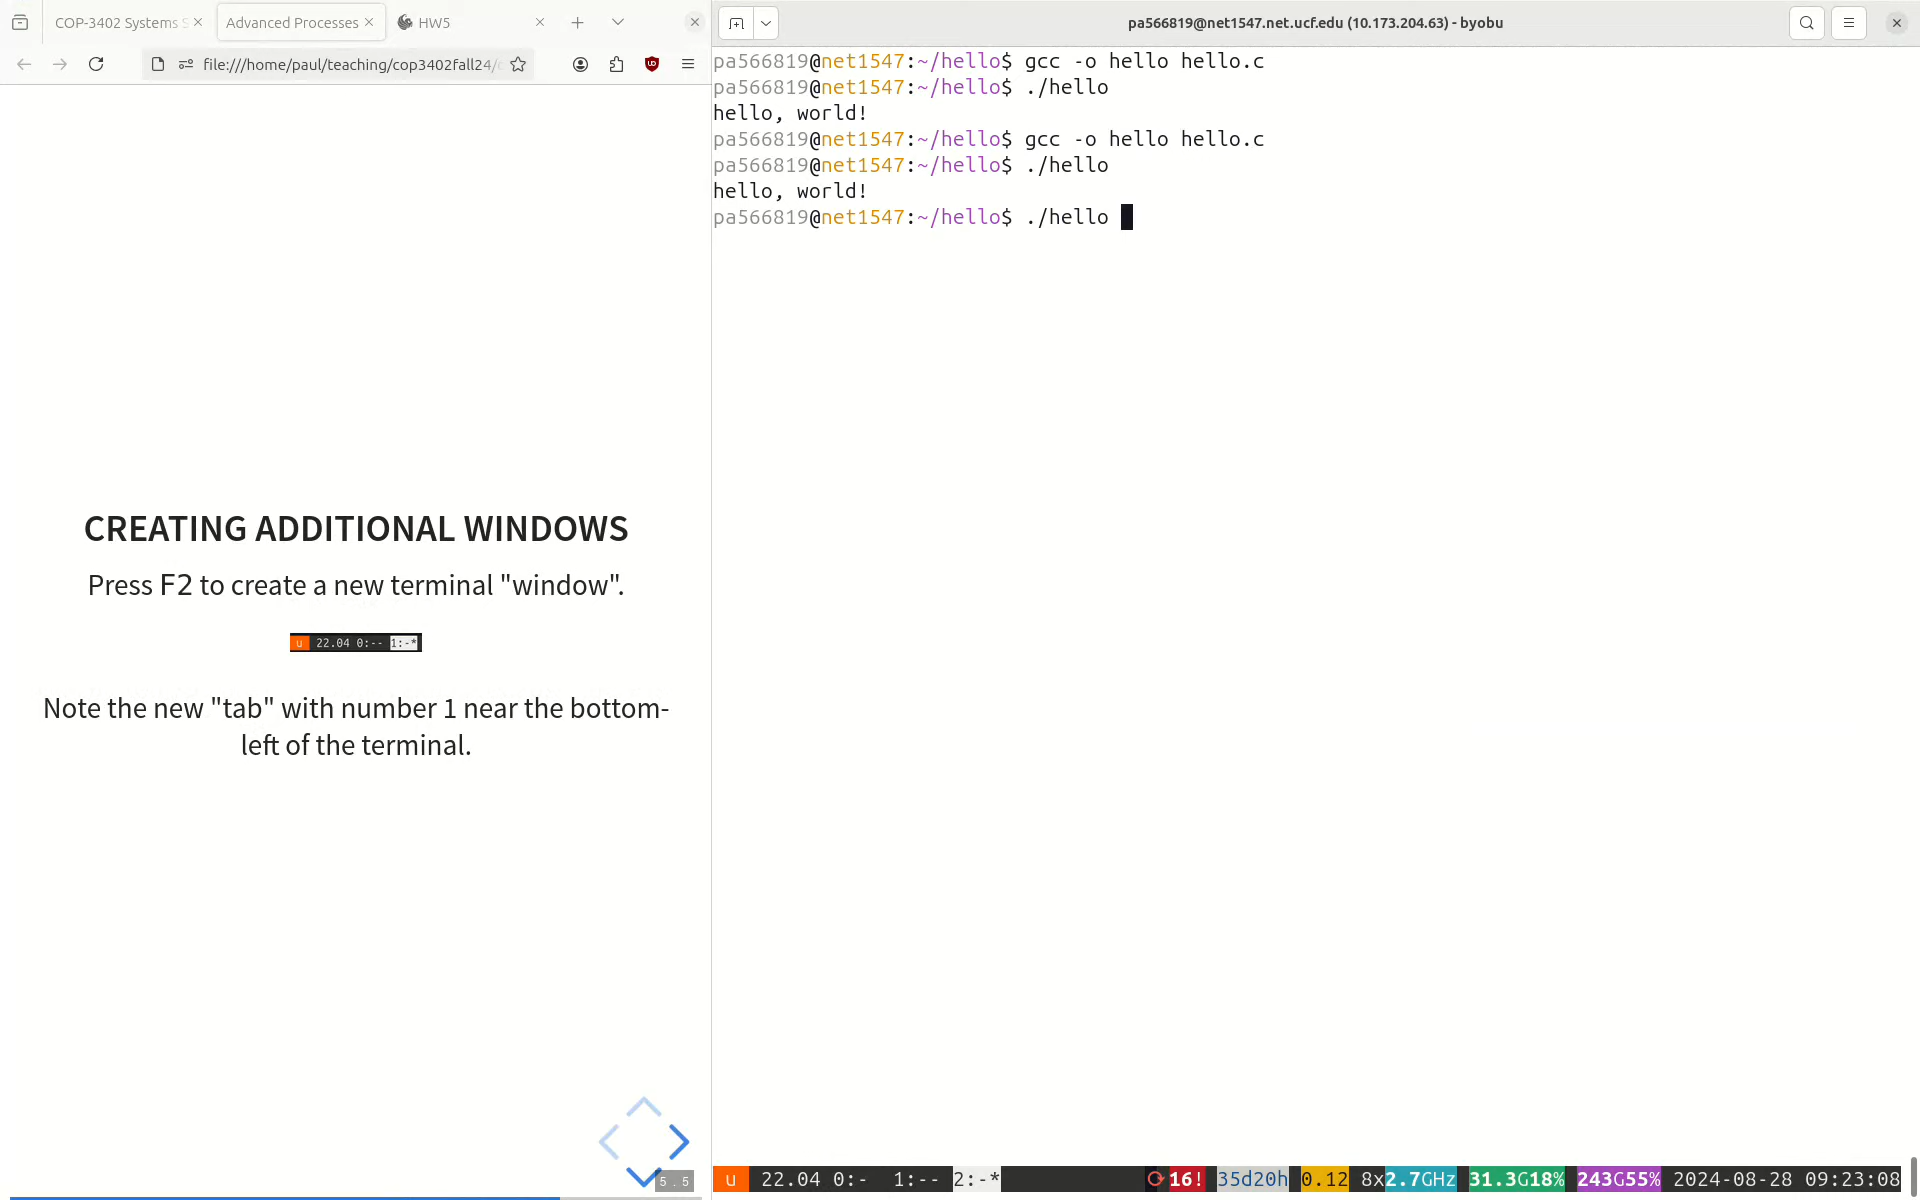 COP-3402 Systems S
Advanced Processes
HW5
file:///home/paul/teaching/cop3402fall24/
CREATING ADDITIONAL WINDOWS
Press F2 to create a new terminal "window".
u 22.04 0:-- 1:-*
Note the new "tab" with number 1 near the bottom-
left of the terminal.
5 . 5
pa566819@net1547.net.ucf.edu (10.173.204.63) - byobu
pa566819@net1547:~/hello$ gcc -o hello hello.c
pa566819@net1547:~/hello$ ./hello
hello, world!
pa566819@net1547:~/hello$ gcc -o hello hello.c
pa566819@net1547:~/hello$ ./hello
hello, world!
pa566819@net1547:~/hello$ ./hello
u 22.04 0:- 1:-- 2:-* 16! 35d20h 0.12 8x2.7GHz 31.3G18% 243G55% 2024-08-28 09:23:08